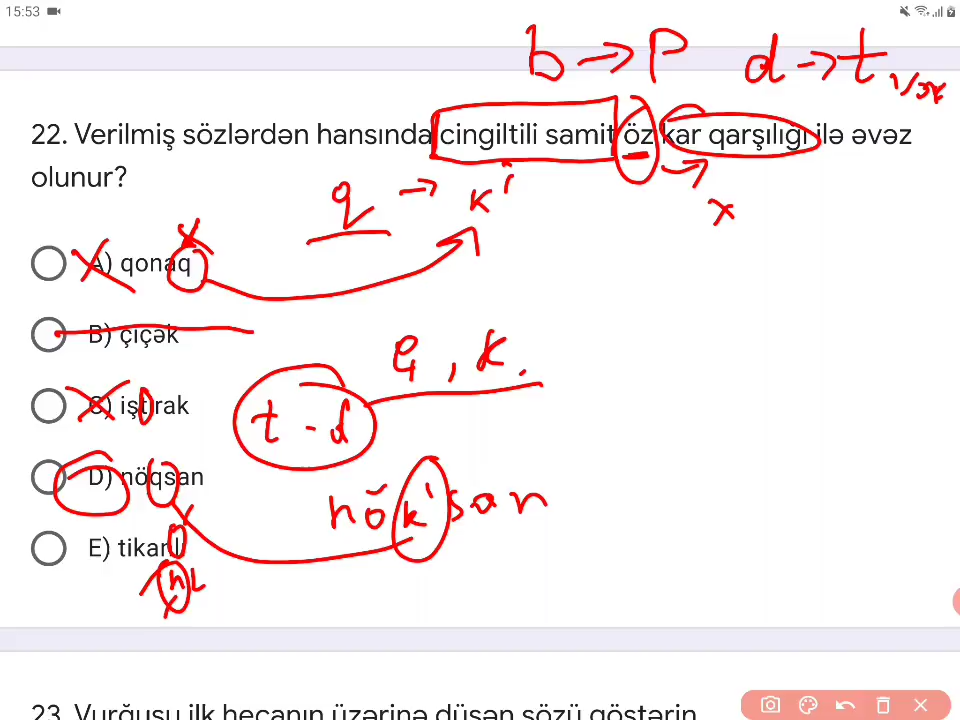 15:53
b → p d → t
22. Verilmiş sözlərdən hansında cingiltili samit öz kar qarşılığı ilə əvəz
olunur?
q → k'
x
A) qonaq
x
B) çiçək
ç, k.
C) iştirak
t - d
D) nöqsan
nök'san
E) tikanlı
nl
23. Vurğusu ilk hecanın üzərinə düşən sözü göstərin